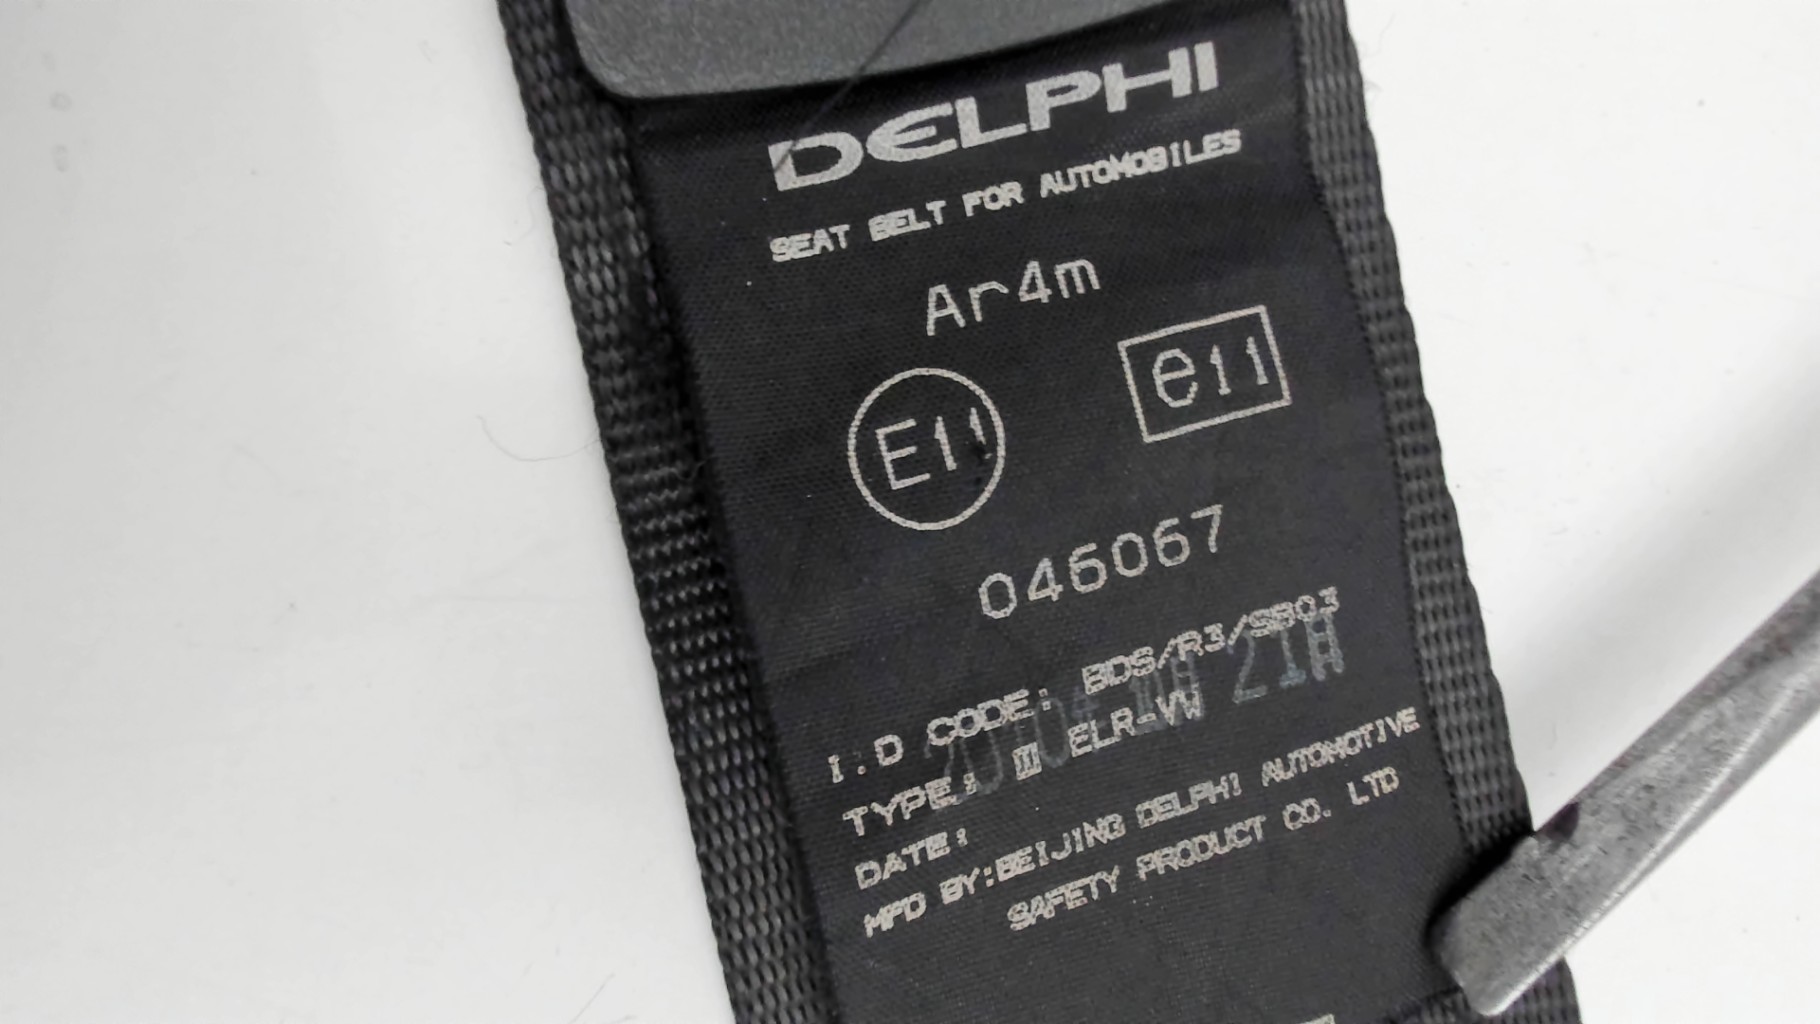 DELPHI
SEAT BELT FOR AUTOMOBILES
Ar4m
E11 e11
046067
I.D CODE: BDS/R3/SB03
TYPE: Ⅲ ELR-VW
DATE:
MFD BY:BEIJING DELPHI AUTOMOTIVE
SAFETY PRODUCT CO. LTD